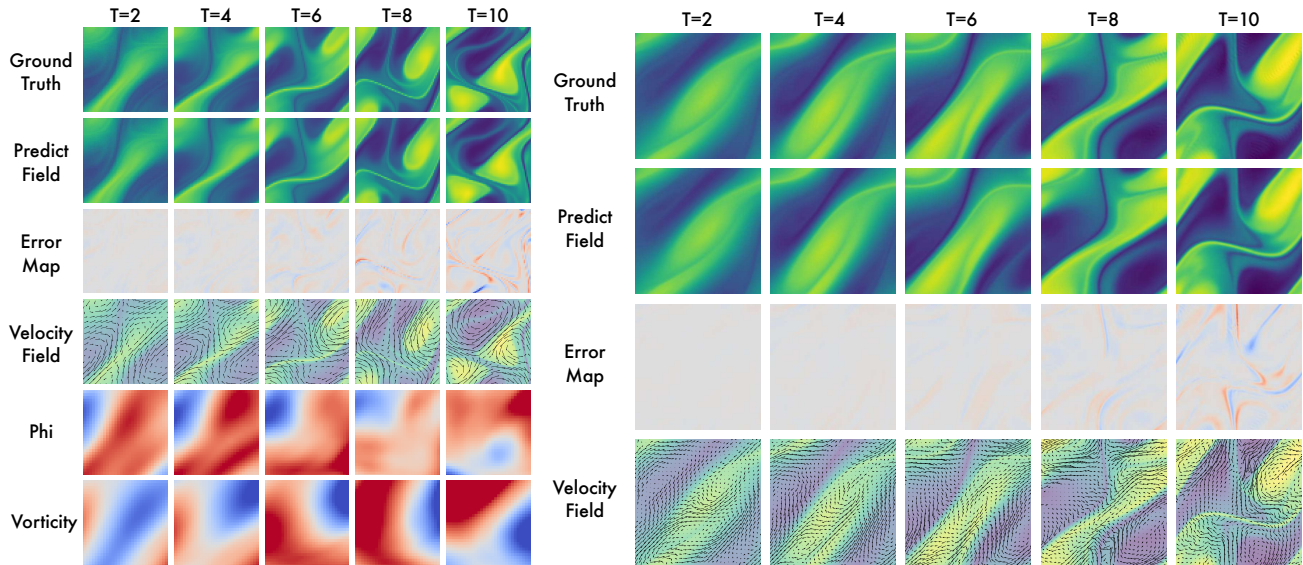 T=2 T=4 T=6 T=8 T=10
Ground
Truth
Predict
Field
Error
Map
Velocity
Field
Phi
Vorticity
T=2 T=4 T=6 T=8 T=10
Ground
Truth
Predict
Field
Error
Map
Velocity
Field